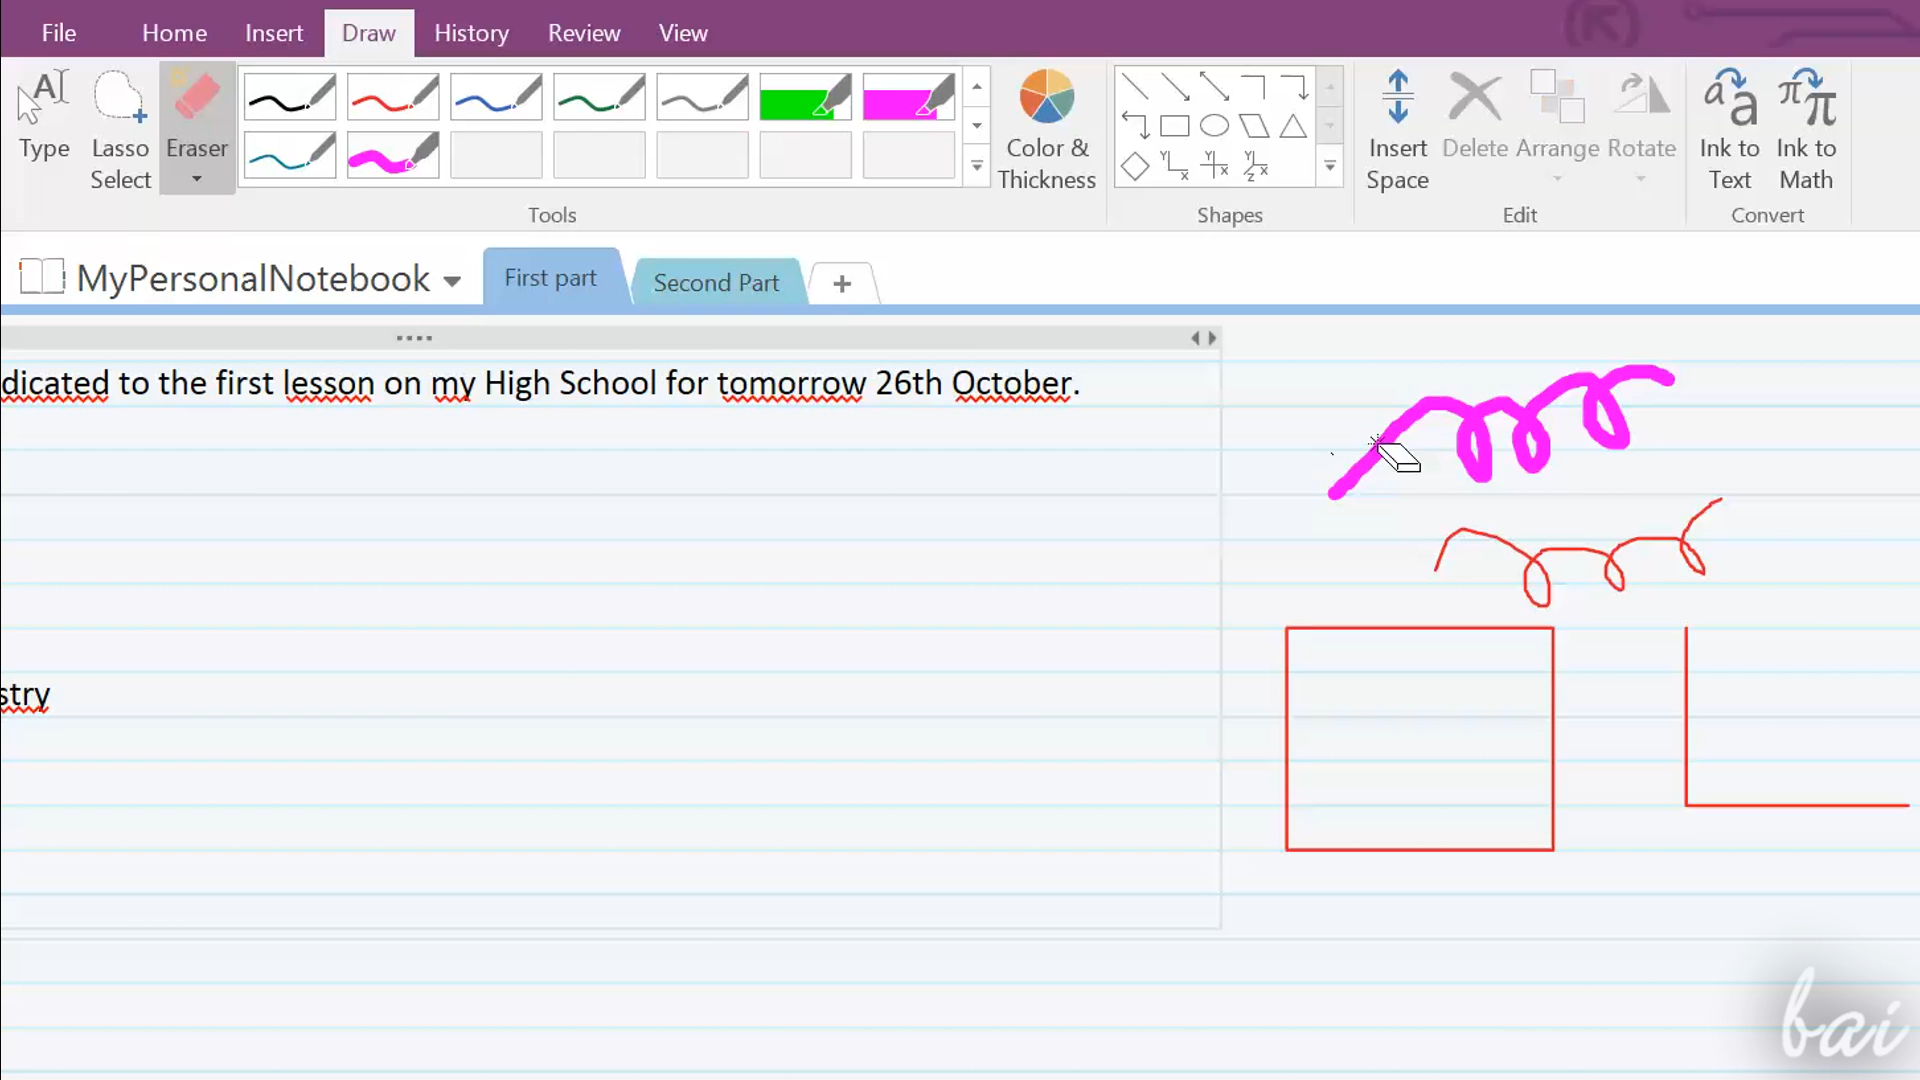 File Home Insert Draw History Review View
Type Lasso Select Eraser Color & Thickness Insert Space Delete Arrange Rotate Ink to Text Ink to Math
Tools Shapes Edit Convert
MyPersonalNotebook First part Second Part +
dicated to the first lesson on my High School for tomorrow 26th October.
stry
bai